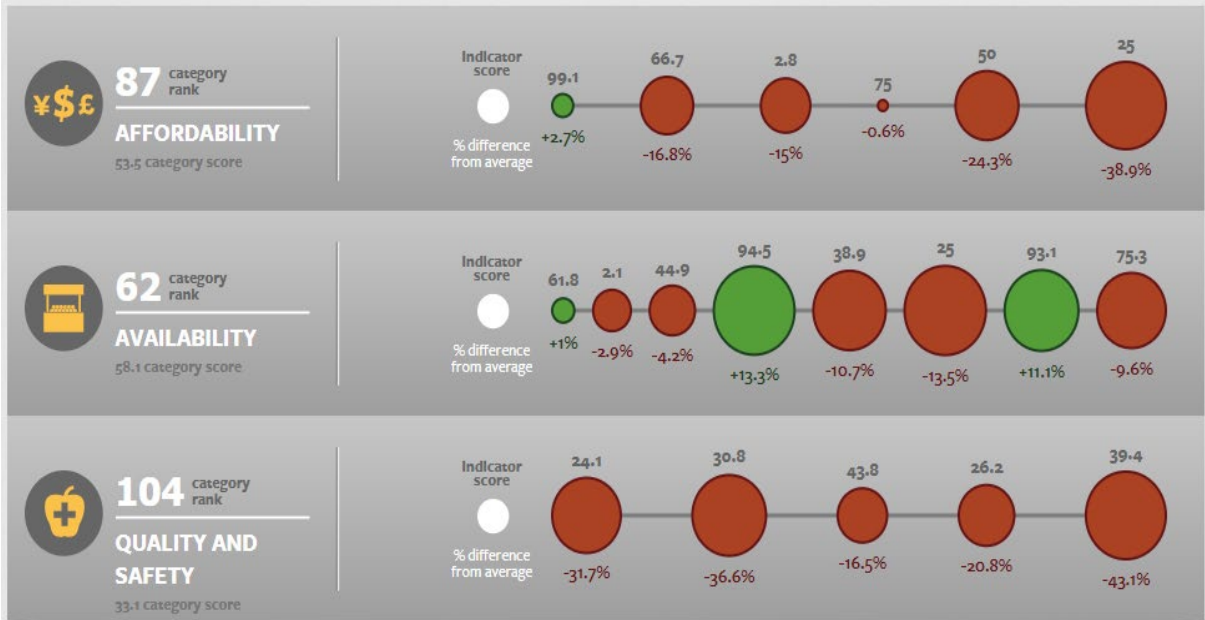 ¥$£
87 category rank
AFFORDABILITY
53.5 category score
Indicator score
% difference from average
99.1 66.7 2.8 75 50 25
+2.7% -16.8% -15% -0.6% -24.3% -38.9%
62 category rank
AVAILABILITY
58.1 category score
Indicator score
% difference from average
61.8 2.1 44.9 94.5 38.9 25 93.1 75.3
+1% -2.9% -4.2% +13.3% -10.7% -13.5% +11.1% -9.6%
104 category rank
QUALITY AND
SAFETY
33.1 category score
Indicator score
% difference from average
24.1 30.8 43.8 26.2 39.4
-31.7% -36.6% -16.5% -20.8% -43.1%